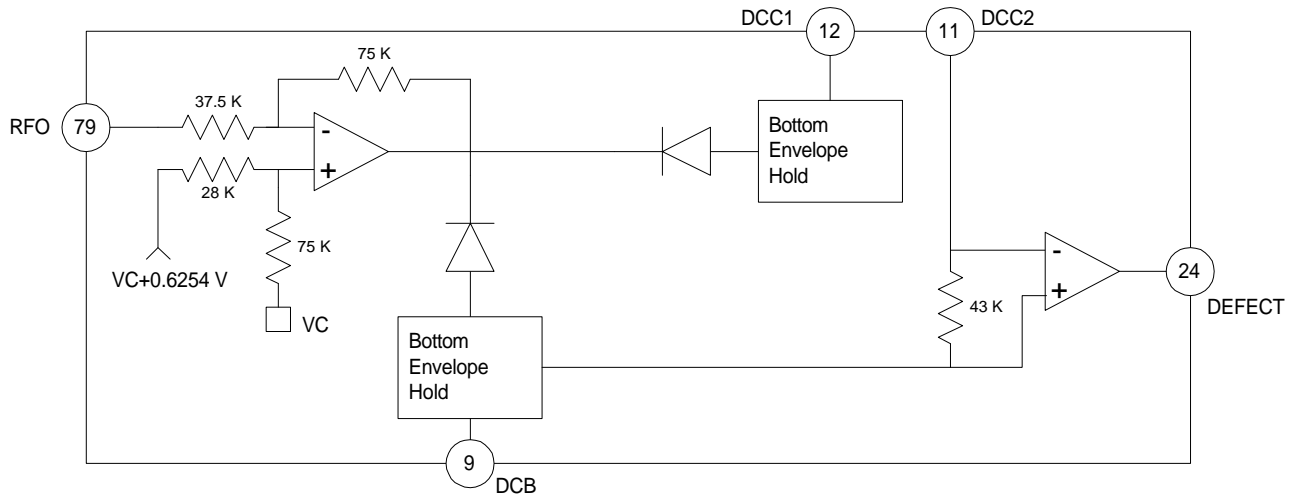 DCC1
12
11
DCC2
75 K
37.5 K
RFO
79
-
+
28 K
75 K
VC+0.6254 V
VC
Bottom
Envelope
Hold
-
+
43 K
24
DEFECT
Bottom
Envelope
Hold
9
DCB